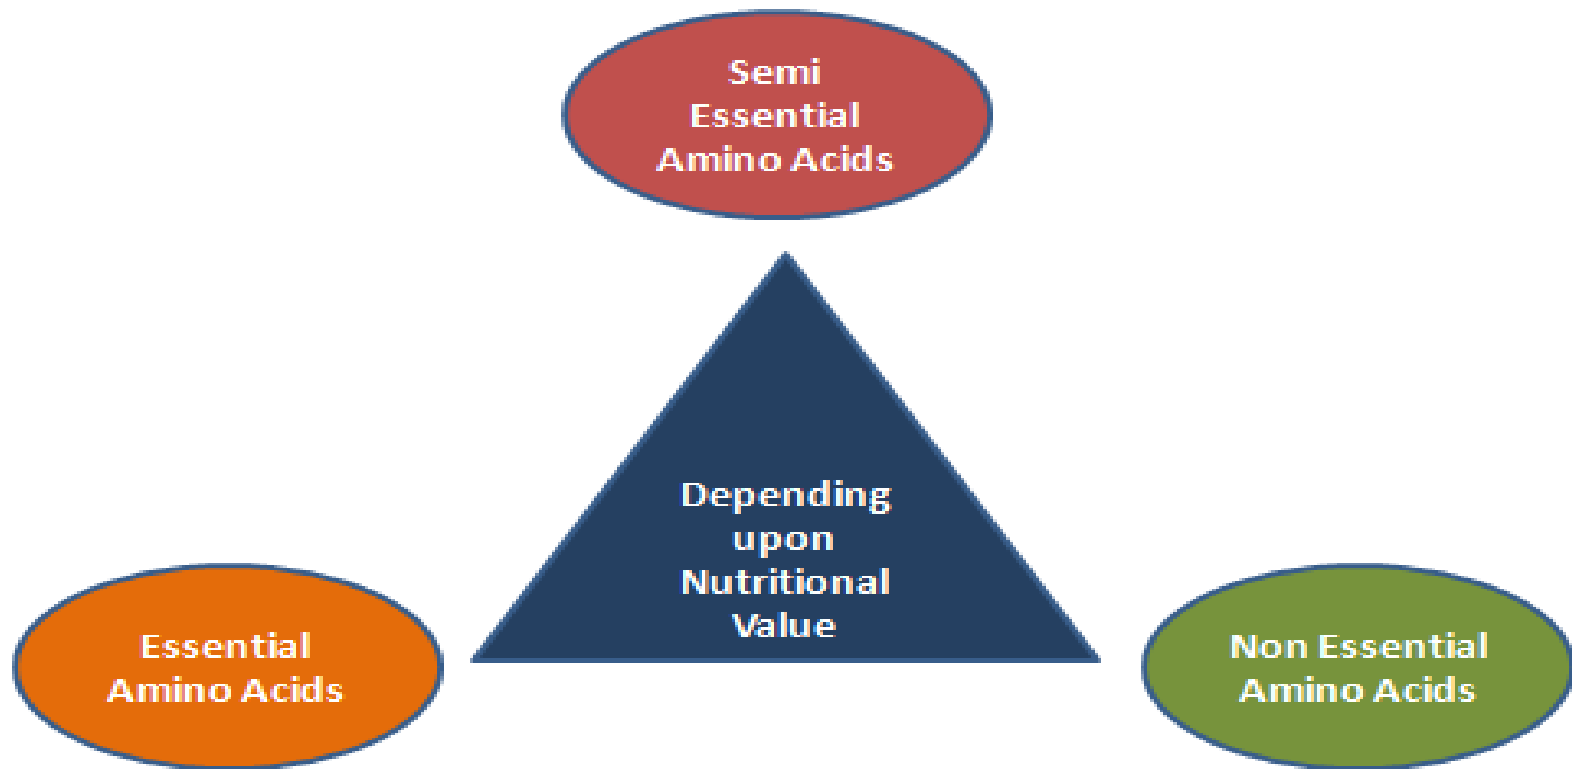 Semi
Essential
Amino Acids
Depending
upon
Nutritional
Value
Essential
Amino Acids
Non Essential
Amino Acids